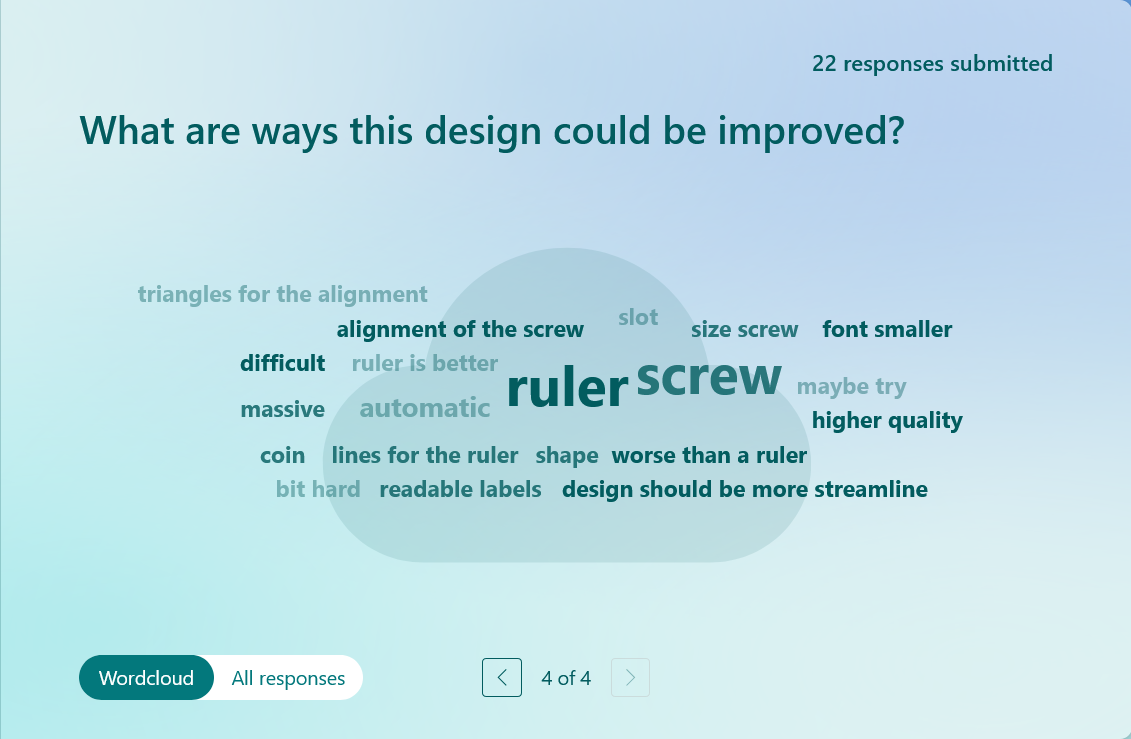 22 responses submitted
What are ways this design could be improved?
triangles for the alignment
slot
alignment of the screw
size screw
font smaller
difficult
ruler is better
ruler
screw
maybe try
massive
automatic
higher quality
coin
lines for the ruler
shape
worse than a ruler
bit hard
readable labels
design should be more streamline
Wordcloud
All responses
4 of 4